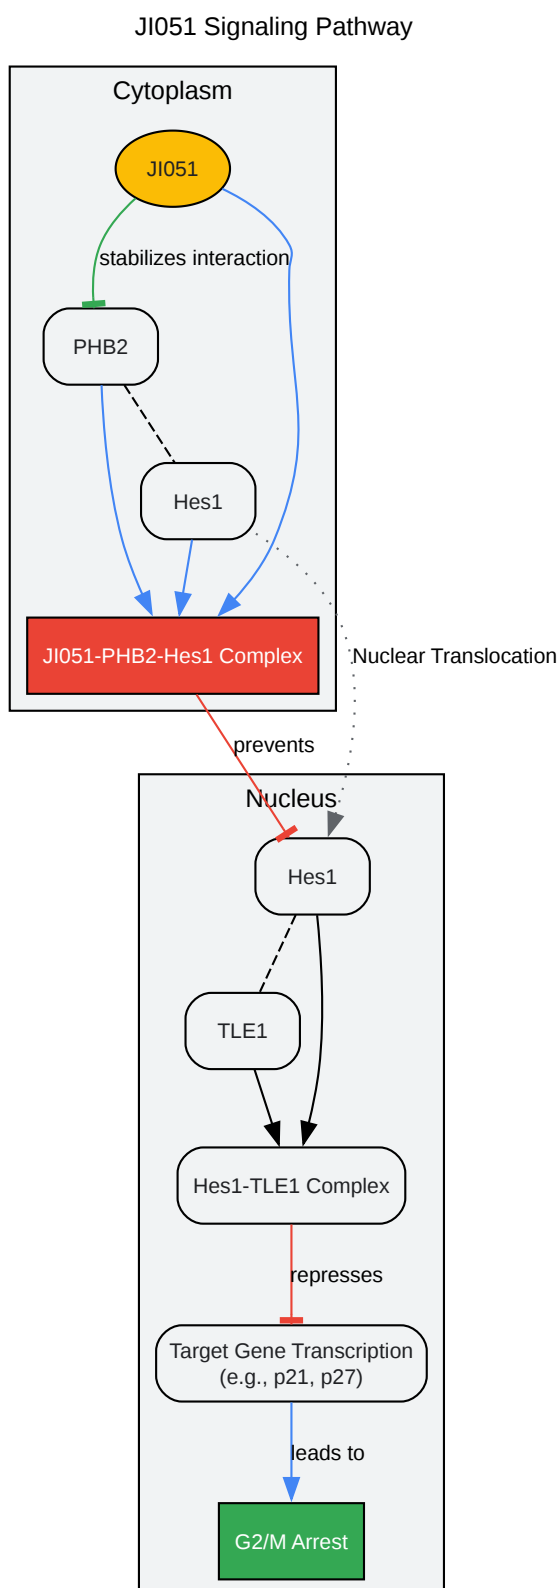 JI051 Signaling Pathway
Cytoplasm
JI051
stabilizes interaction
PHB2
Hes1
JI051-PHB2-Hes1 Complex
Nuclear Translocation
prevents
Nucleus
Hes1
TLE1
Hes1-TLE1 Complex
represses
Target Gene Transcription
(e.g., p21, p27)
leads to
G2/M Arrest